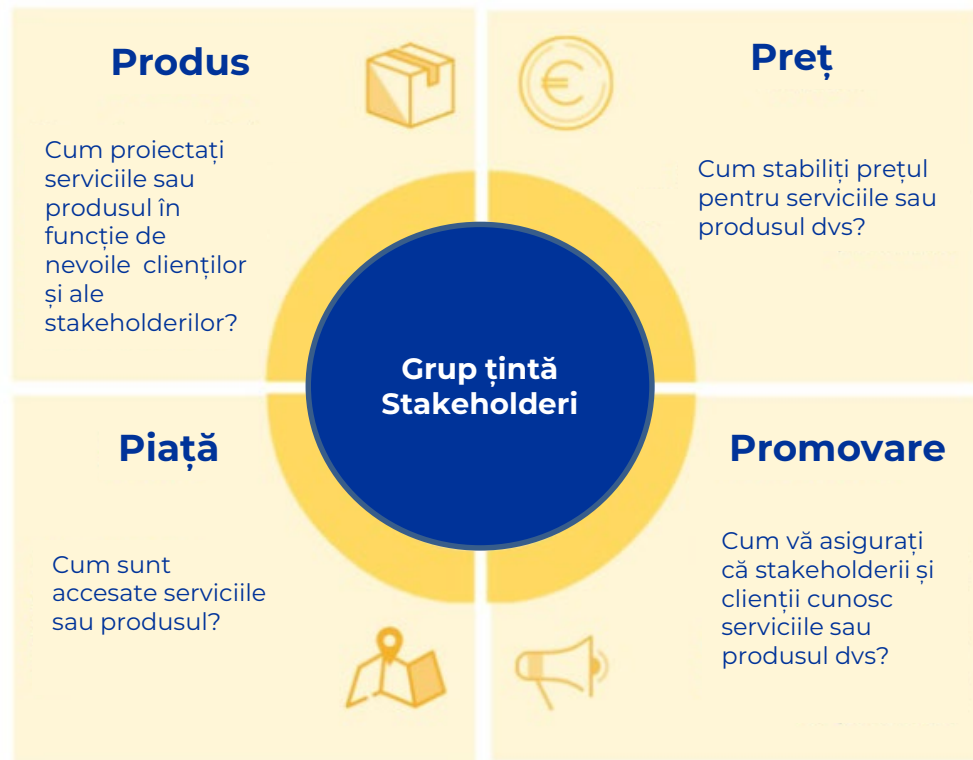 Produs
Cum proiectați
serviciile sau
produsul în
funcție de
nevoile clienților
și ale
stakeholderilor?
Preț
Cum stabiliți prețul
pentru serviciile sau
produsul dvs?
Grup țintă
Stakeholderi
Piață
Cum sunt
accesate serviciile
sau produsul?
Promovare
Cum vă asigurați
că stakeholderii și
clienții cunosc
serviciile sau
produsul dvs?